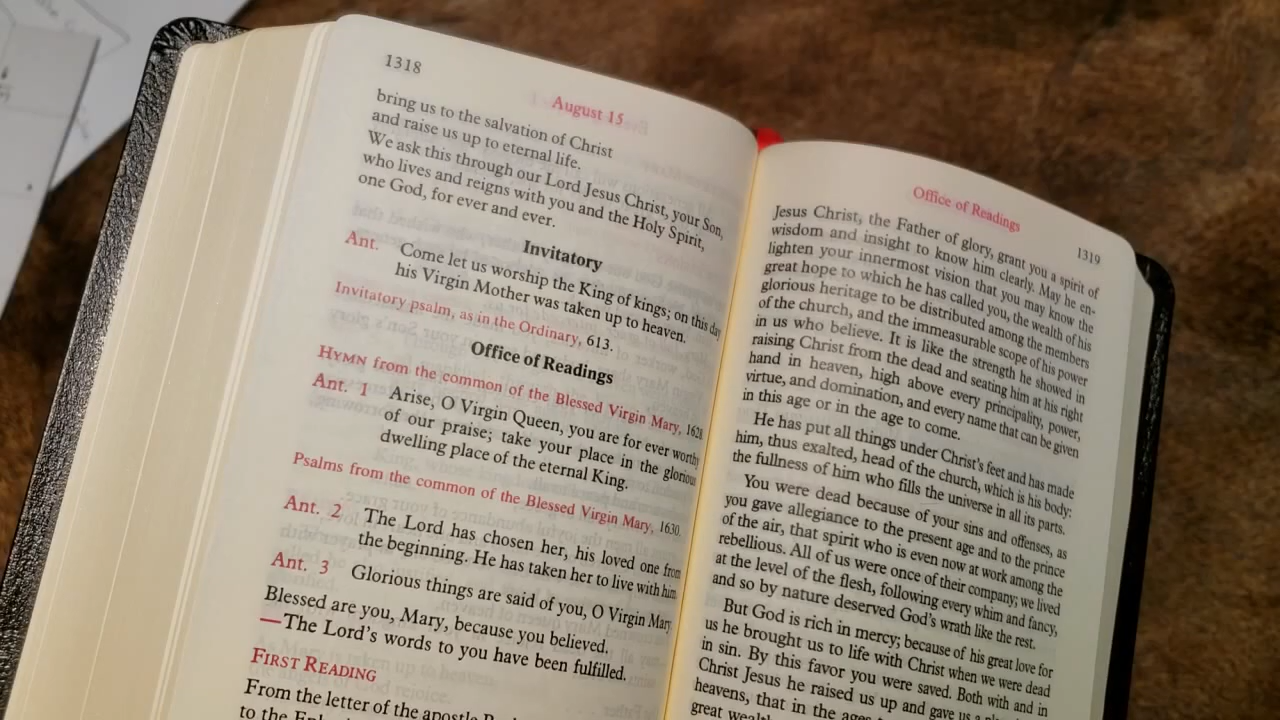 1318
August 15
bring us to the salvation of Christ
and raise us up to eternal life.
We ask this through our Lord Jesus Christ, your Son,
who lives and reigns with you and the Holy Spirit,
one God, for ever and ever.
Invitatory
Ant. Come let us worship the King of kings; on this day
his Virgin Mother was taken up to heaven.
Invitatory psalm, as in the Ordinary, 613.
Office of Readings
HYMN from the common of the Blessed Virgin Mary, 1628
Ant. 1 Arise, O Virgin Queen, you are for ever worthy
of our praise; take your place in the glorious
dwelling place of the eternal King.
Psalms from the common of the Blessed Virgin Mary, 1630.
Ant. 2 The Lord has chosen her, his loved one from
the beginning. He has taken her to live with him.
Ant. 3 Glorious things are said of you, O Virgin Mary
Blessed are you, Mary, because you believed.
—The Lord's words to you have been fulfilled.
FIRST READING
From the letter of the apostle
to the
Office of Readings
1319
Jesus Christ, the Father of glory, grant you a spirit of
wisdom and insight to know him clearly. May he en-
lighten your innermost vision that you may know the
great hope to which he has called you, the wealth of his
glorious heritage to be distributed among the members
of the church, and the immeasurable scope of his power
in us who believe. It is like the strength he showed in
raising Christ from the dead and seating him at his right
hand in heaven, high above every principality, power,
virtue, and domination, and every name that can be given
in this age or in the age to come.
He has put all things under Christ's feet and has made
him, thus exalted, head of the church, which is his body:
the fullness of him who fills the universe in all its parts.
You were dead because of your sins and offenses, as
you gave allegiance to the present age and to the prince
of the air, that spirit who is even now at work among the
rebellious. All of us were once of their company; we lived
at the level of the flesh, following every whim and fancy,
and so by nature deserved God's wrath like the rest.
But God is rich in mercy; because of his great love for
us he brought us to life with Christ when we were dead
in sin. By this favor you were saved. Both with and in
Christ Jesus he raised us up and gave us a
heavens, that in the ages
great